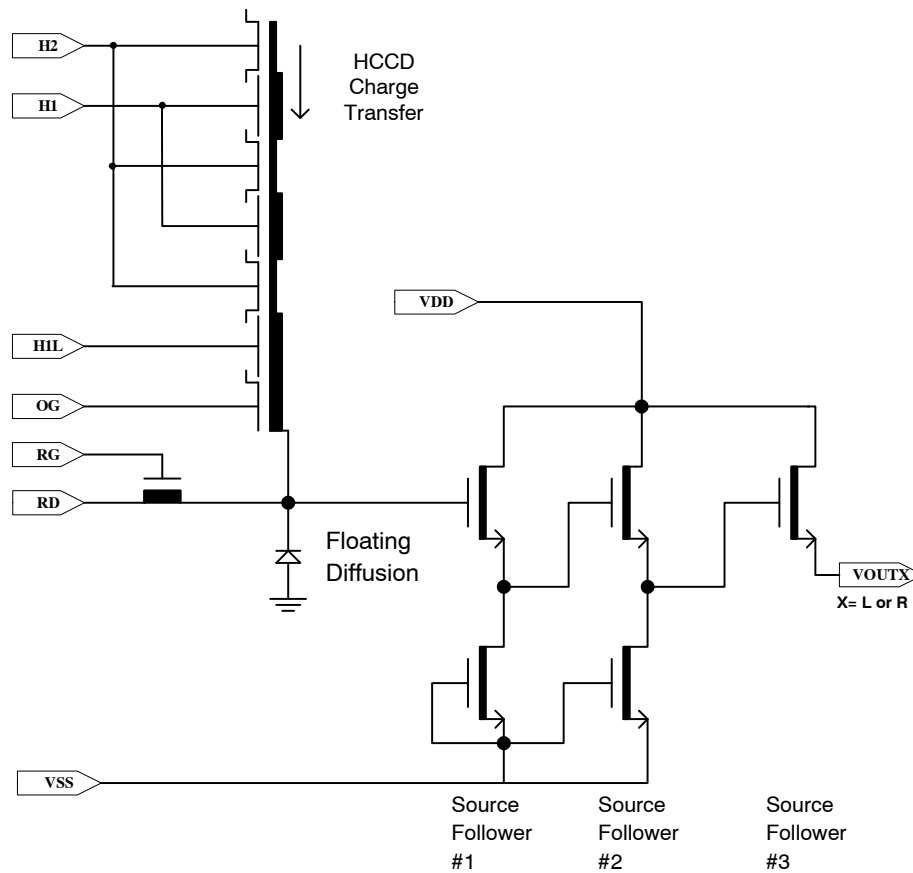 H2
HCCD
Charge
Transfer
H1
VDD
H1L
OG
RG
RD
Floating
Diffusion
VOUTX
X= L or R
VSS
Source
Follower
#1
Source
Follower
#2
Source
Follower
#3